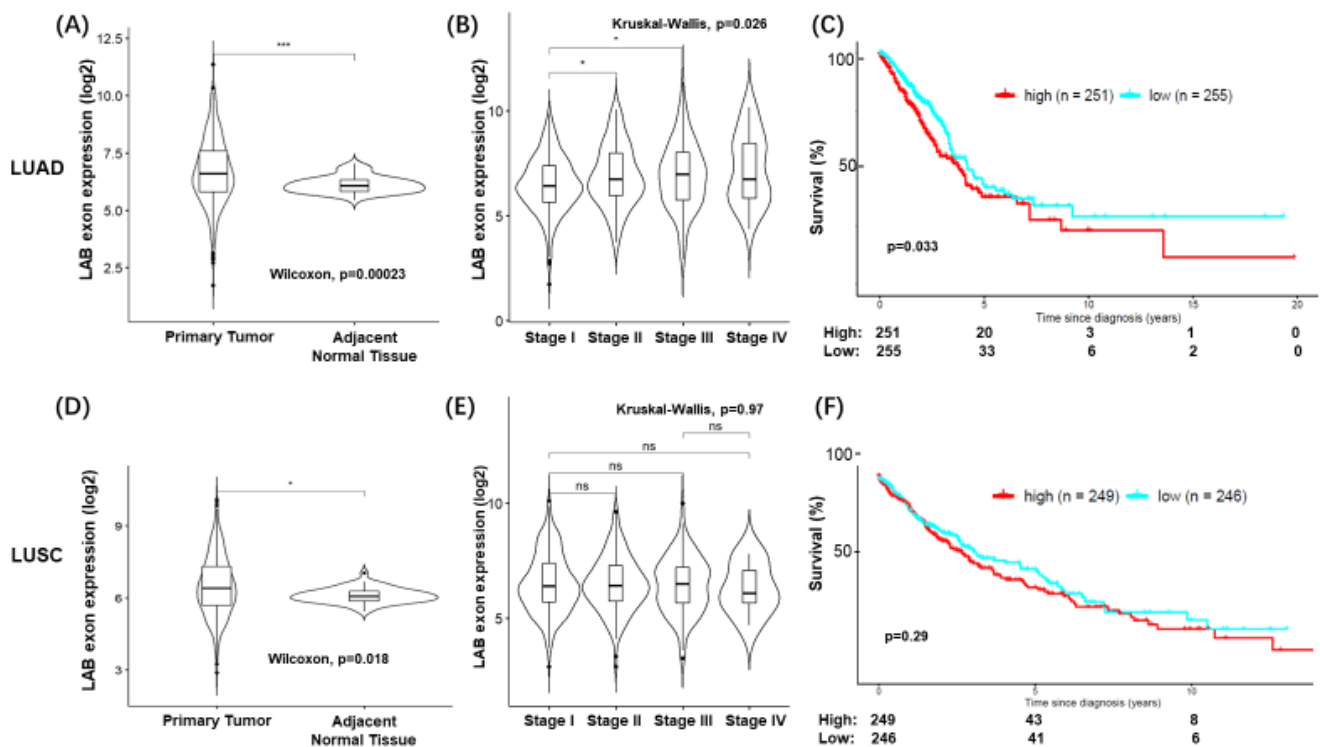 (A)
LUAD
LAB exon expression (log2)
12.5
10.0
7.5
5.0
2.5
***
Wilcoxon, p=0.00023
Primary Tumor
Adjacent
Normal Tissue
(B)
Kruskal-Wallis, p=0.026
LAB exon expression (log2)
10
5
0
*
*
Stage I Stage II Stage III Stage IV
(C)
Survival (%)
100
50
high (n = 251) low (n = 255)
p=0.033
0 5 10 15 20
Time since diagnosis (years)
High: 251 20 3 1 0
Low: 255 33 6 2 0
(D)
LUSC
LAB exon expression (log2)
9
6
3
*
Wilcoxon, p=0.018
Primary Tumor
Adjacent
Normal Tissue
(E)
Kruskal-Wallis, p=0.97
LAB exon expression (log2)
10
5
ns
ns
ns
ns
Stage I Stage II Stage III Stage IV
(F)
Survival (%)
100
50
high (n = 249) low (n = 246)
p=0.29
0 5 10
Time since diagnosis (years)
High: 249 43 8
Low: 246 41 6